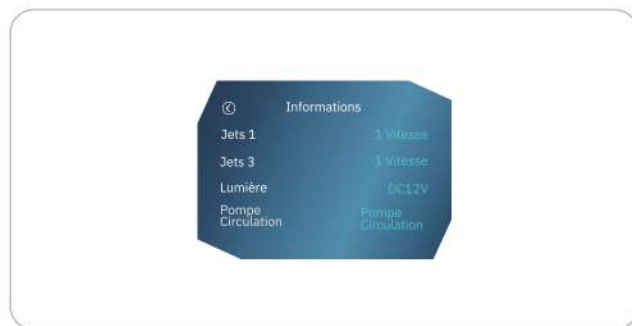 Informations
Jets 1 1 Vitesse
Jets 3 1 Vitesse
Lumière DC12V
Pompe Circulation Pompe Circulation